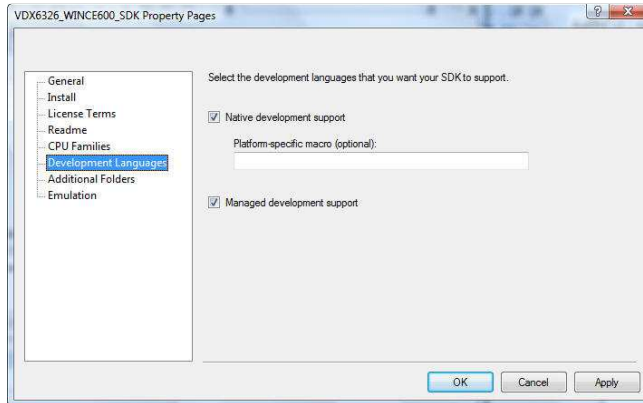 VDX6326_WINCE600_SDK Property Pages
General
Install
License Terms
Readme
CPU Families
Development Languages
Additional Folders
Emulation
Select the development languages that you want your SDK to support.
Native development support
Platform-specific macro (optional):
Managed development support
OK
Cancel
Apply